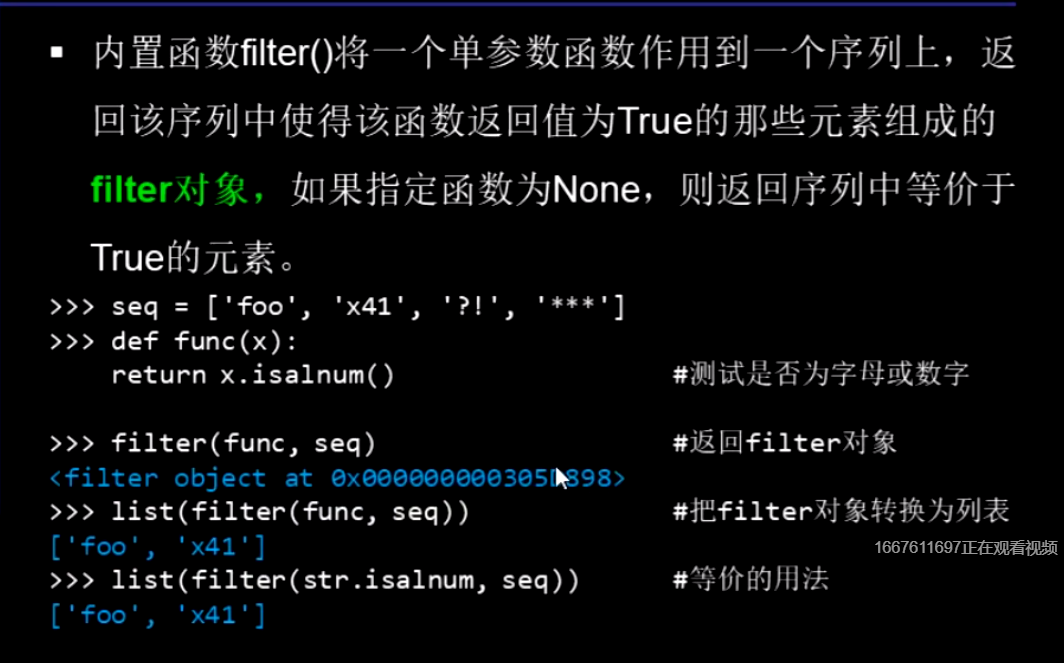 ▪ 内置函数filter()将一个单参数函数作用到一个序列上，返
回该序列中使得该函数返回值为True的那些元素组成的
filter对象，如果指定函数为None，则返回序列中等价于
True的元素。
>>> seq = ['foo', 'x41', '?!', '***']
>>> def func(x):
    return x.isalnum() #测试是否为字母或数字
>>> filter(func, seq) #返回filter对象
<filter object at 0x000000000305D898>
>>> list(filter(func, seq)) #把filter对象转换为列表
['foo', 'x41']
1667611697正在观看视频
>>> list(filter(str.isalnum, seq)) #等价的用法
['foo', 'x41']